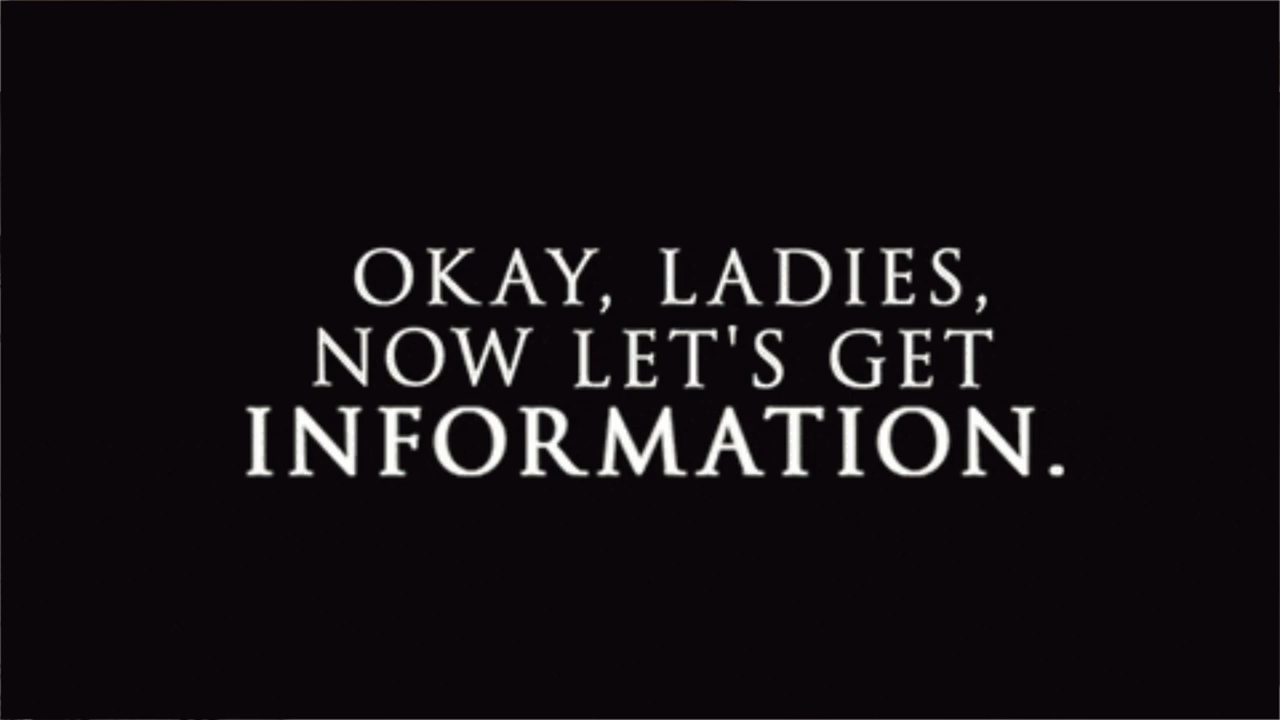 OKAY, LADIES,
NOW LET'S GET
INFORMATION.